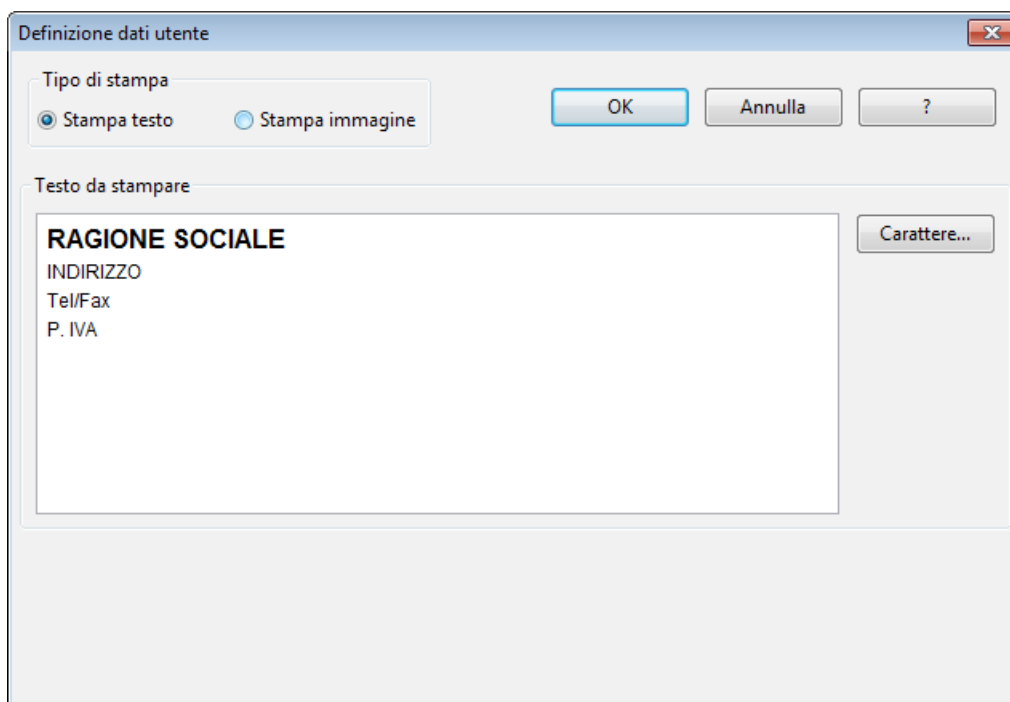 Definizione dati utente
Tipo di stampa
Stampa testo
Stampa immagine
OK
Annulla
?
Testo da stampare
RAGIONE SOCIALE
INDIRIZZO
Tel/Fax
P. IVA
Carattere...